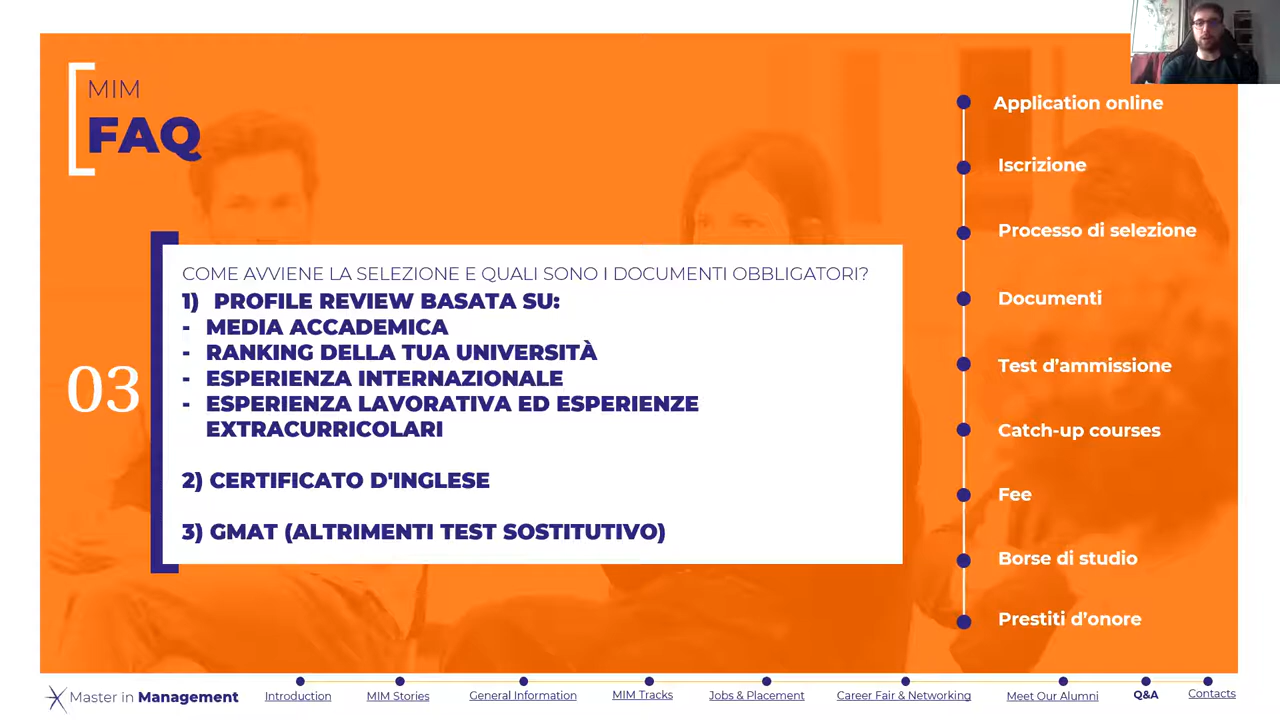 MIM
FAQ
03
COME AVVIENE LA SELEZIONE E QUALI SONO I DOCUMENTI OBBLIGATORI?
1) PROFILE REVIEW BASATA SU:
- MEDIA ACCADEMICA
- RANKING DELLA TUA UNIVERSITÀ
- ESPERIENZA INTERNAZIONALE
- ESPERIENZA LAVORATIVA ED ESPERIENZE
EXTRACURRICOLARI
2) CERTIFICATO D'INGLESE
3) GMAT (ALTRIMENTI TEST SOSTITUTIVO)
Application online
Iscrizione
Processo di selezione
Documenti
Test d'ammissione
Catch-up courses
Fee
Borse di studio
Prestiti d'onore
Master in Management
Introduction
MIM Stories
General Information
MIM Tracks
Jobs & Placement
Career Fair & Networking
Meet Our Alumni
Q&A
Contacts